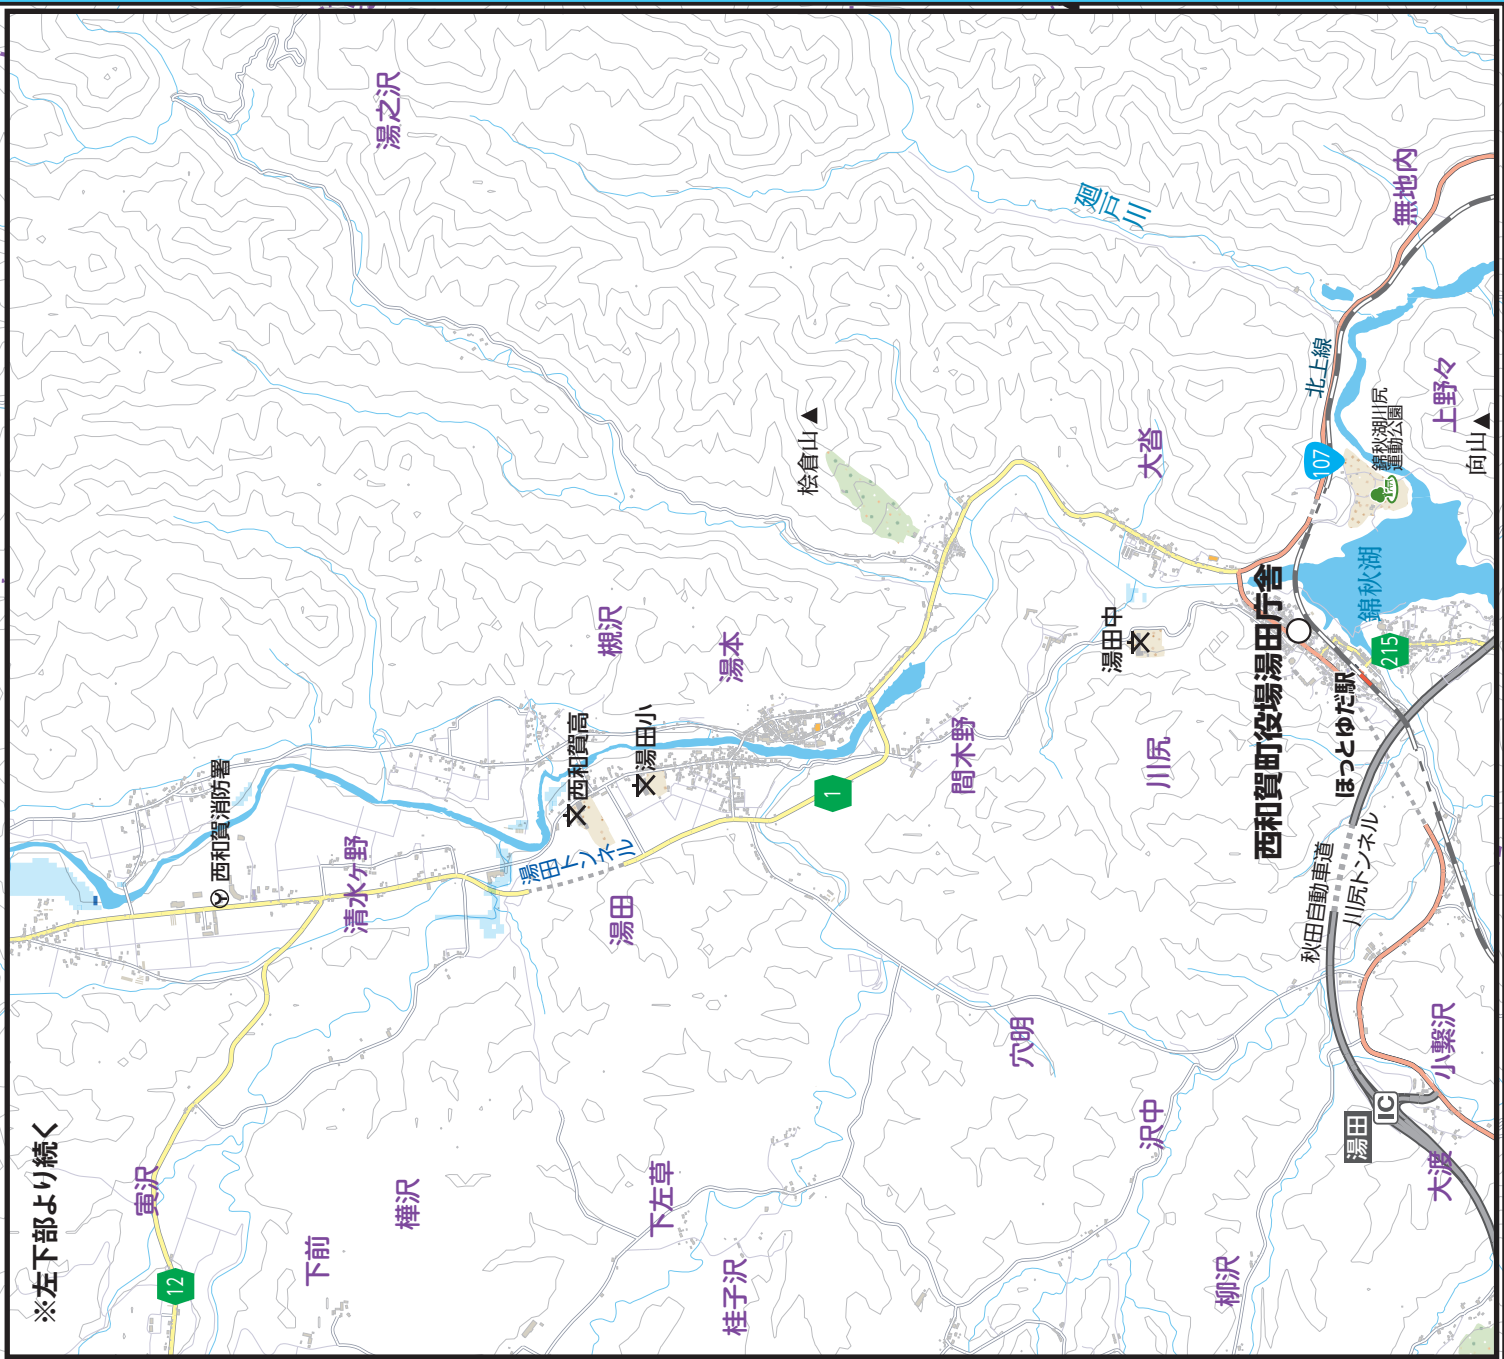 ※左下部より続く
寅沢
12
下前
樺沢
下左草
桂子沢
柳沢
沢中
穴明
大渡
湯田
IC
小繋沢
秋田自動車道
川尻トンネル
西和賀消防署
清水ヶ野
湯田トンネル
湯田
西和賀高
湯田小
1
間木野
川尻
ほっとゆだ駅
西和賀町役場湯田庁舎
215
錦秋湖
湯田中
湯本
槻沢
桧倉山
大沓
107
北上線
錦秋湖川尻
運動公園
向山
上野々
無地内
廻戸川
湯之沢